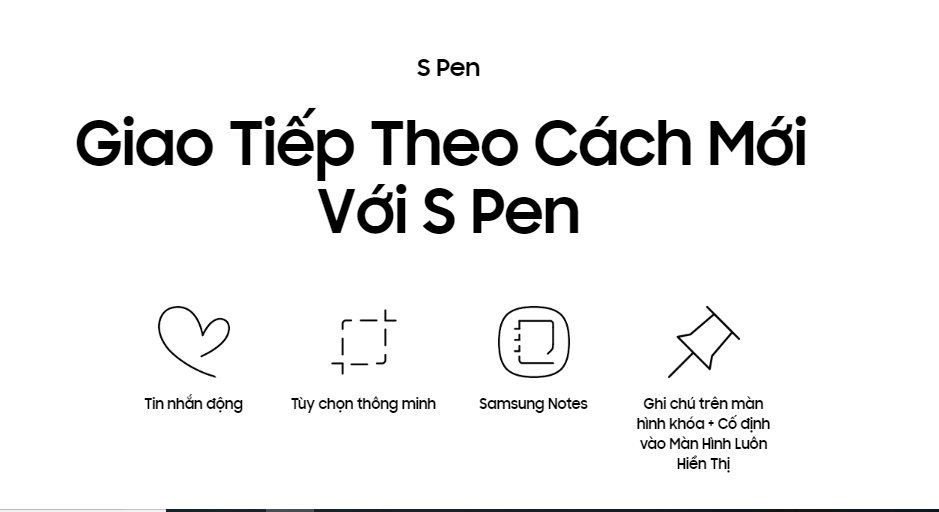 S Pen
Giao Tiếp Theo Cách Mới
Với S Pen
Tin nhắn động
Tùy chọn thông minh
Samsung Notes
Ghi chú trên màn
hình khóa + Cố định
vào Màn Hình Luôn
Hiển Thị